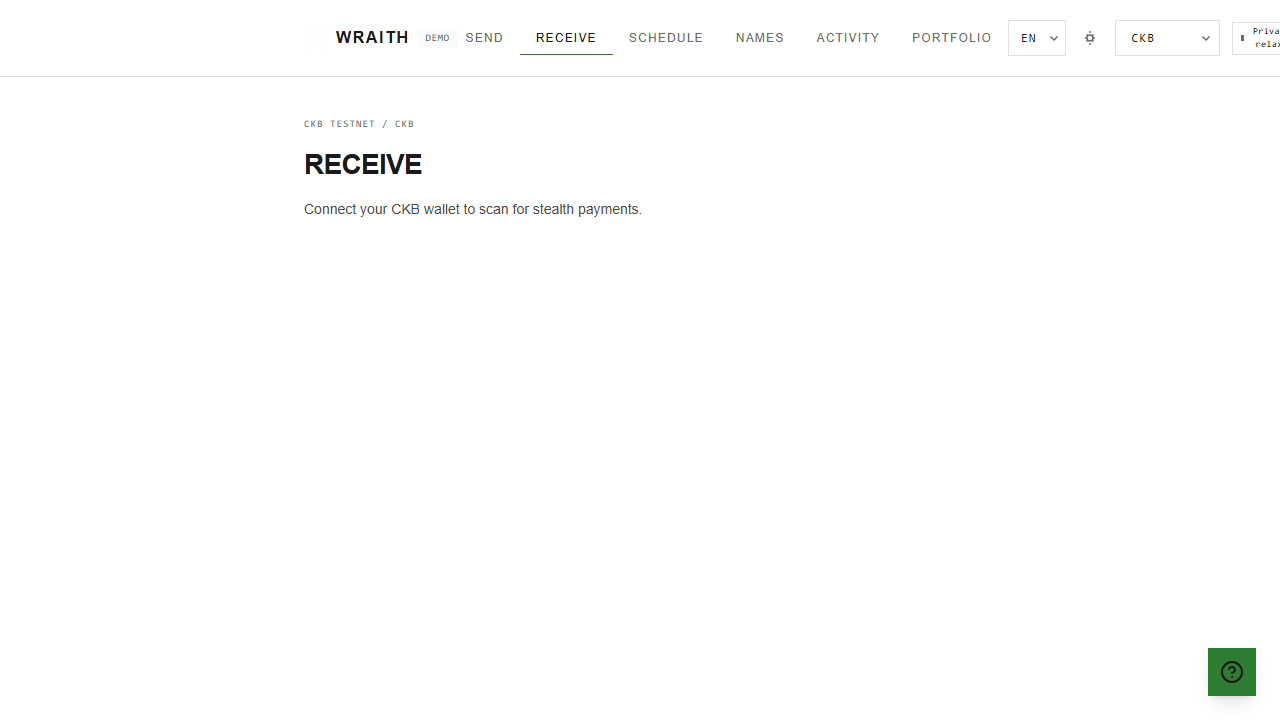 WRAITH DEMO SEND RECEIVE SCHEDULE NAMES ACTIVITY PORTFOLIO EN CKB
CKB TESTNET / CKB
RECEIVE
Connect your CKB wallet to scan for stealth payments.